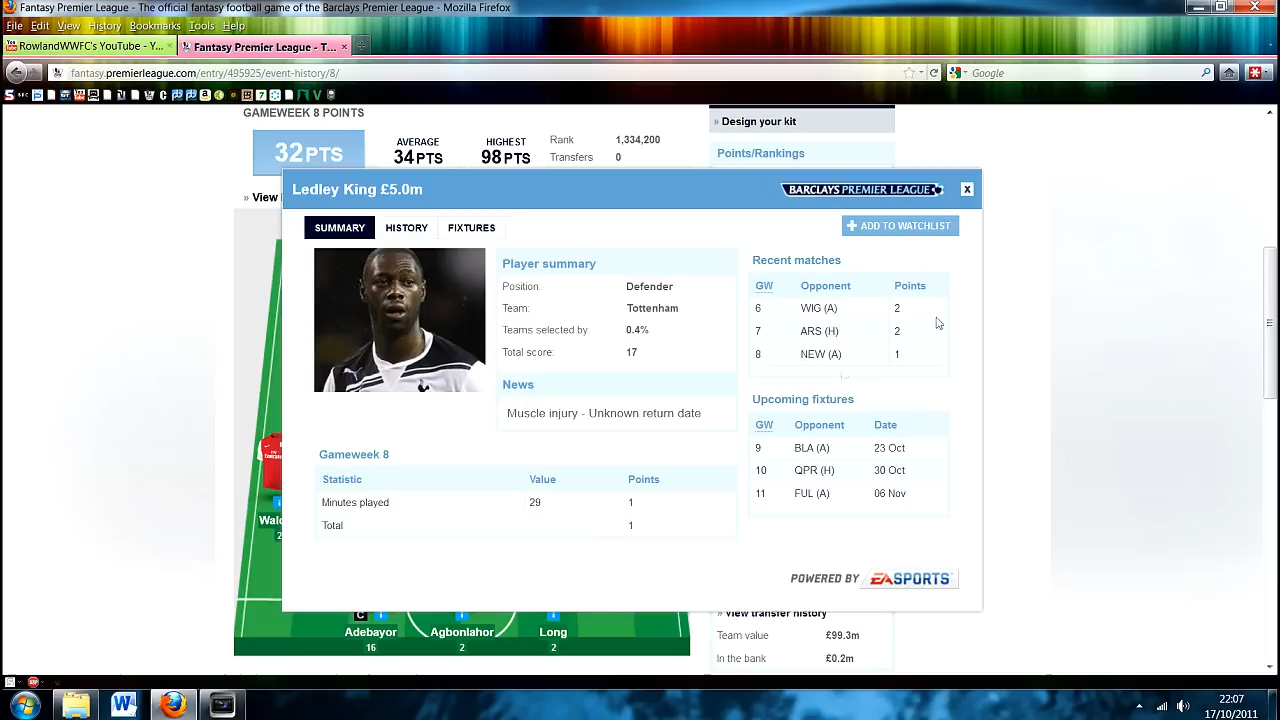 Fantasy Premier League - The official fantasy football game of the Barclays Premier League - Mozilla Firefox
File Edit View History Bookmarks Tools Help
RowlandWWFC's YouTube - Y...
Fantasy Premier League - T...
fantasy.premierleague.com/entry/495925/event-history/8/
Google
GAMEWEEK 8 POINTS
32PTS
AVERAGE
34PTS
HIGHEST
98PTS
Rank 1,334,200
Transfers 0
» View
» Design your kit
Points/Rankings
Ledley King £5.0m
BARCLAYS PREMIER LEAGUE
x
SUMMARY HISTORY FIXTURES
ADD TO WATCHLIST
Player summary
Position: Defender
Team: Tottenham
Teams selected by: 0.4%
Total score: 17
News
Muscle injury - Unknown return date
Gameweek 8
Statistic Value Points
Minutes played 29 1
Total 1
Recent matches
GW Opponent Points
6 WIG (A) 2
7 ARS (H) 2
8 NEW (A) 1
Upcoming fixtures
GW Opponent Date
9 BLA (A) 23 Oct
10 QPR (H) 30 Oct
11 FUL (A) 06 Nov
POWERED BY EA SPORTS
Walc
2
C
Adebayor
16
Agbonlahor
2
Long
2
View transfer history
Team value £99.3m
In the bank £0.2m
22:07
17/10/2011